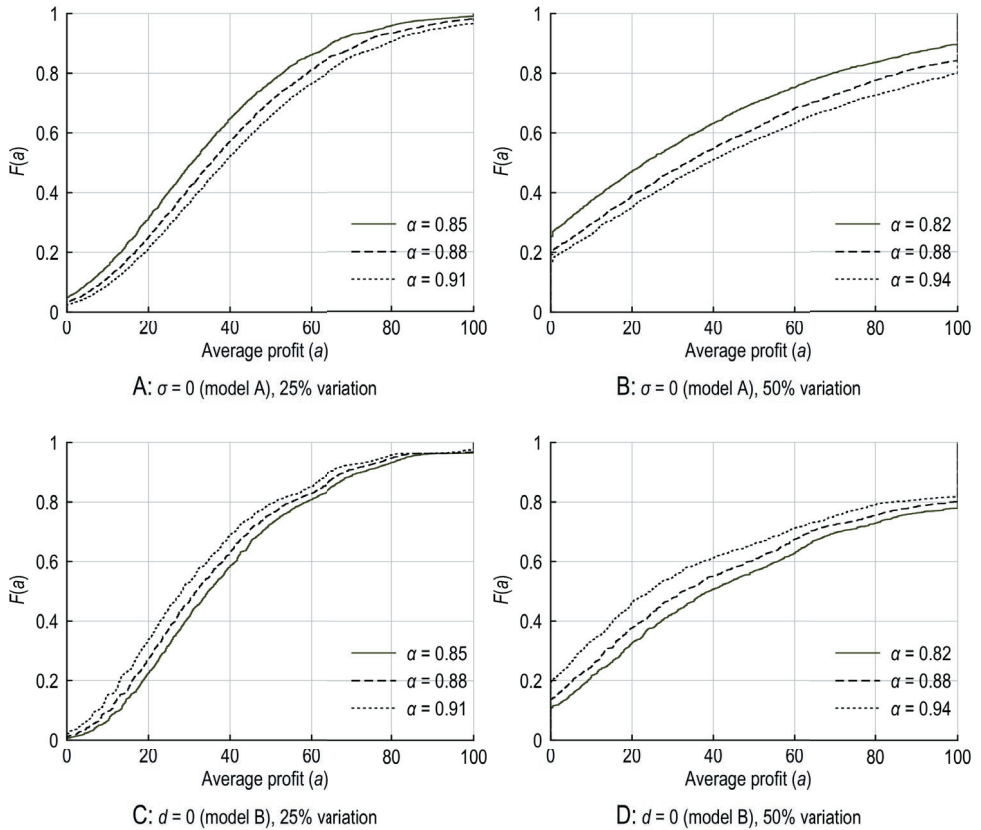 1
0.8
0.6
0.4
0.2
0
F(a)
α = 0.85
α = 0.88
α = 0.91
0 20 40 60 80 100
Average profit (a)
A: σ = 0 (model A), 25% variation
1
0.8
0.6
0.4
0.2
0
F(a)
α = 0.82
α = 0.88
α = 0.94
0 20 40 60 80 100
Average profit (a)
B: σ = 0 (model A), 50% variation
1
0.8
0.6
0.4
0.2
0
F(a)
α = 0.85
α = 0.88
α = 0.91
0 20 40 60 80 100
Average profit (a)
C: d = 0 (model B), 25% variation
1
0.8
0.6
0.4
0.2
0
F(a)
α = 0.82
α = 0.88
α = 0.94
0 20 40 60 80 100
Average profit (a)
D: d = 0 (model B), 50% variation